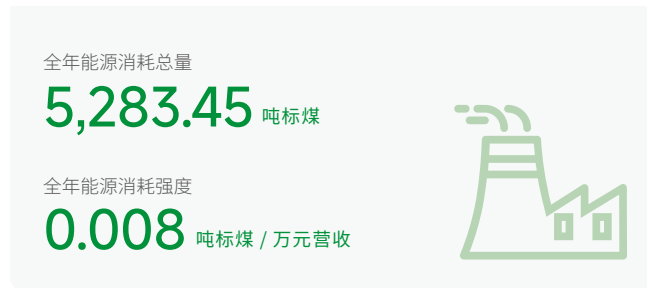 全年能源消耗总量
5,283.45 吨标煤
全年能源消耗强度
0.008 吨标煤 / 万元营收